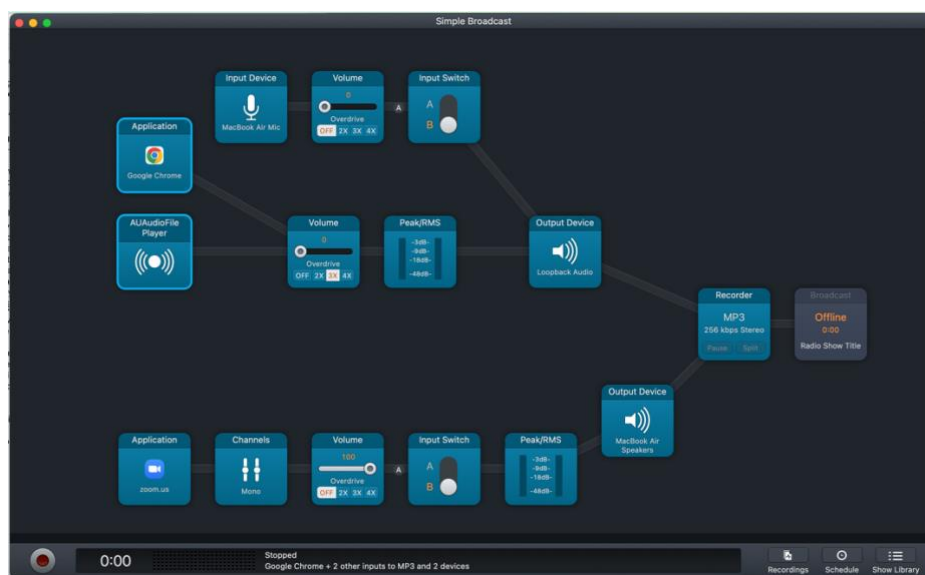 Simple Broadcast
Input Device
MacBook Air Mic
Volume
0
Overdrive
OFF 2X 3X 4X
A
Input Switch
A
B
Application
Google Chrome
AUAudioFile
Player
Volume
0
Overdrive
OFF 2X 3X 4X
Peak/RMS
-3dB-
-9dB-
-18dB-
-48dB-
Output Device
Loopback Audio
Recorder
MP3
256 kbps Stereo
Pause Split
Broadcast
Offline
0:00
Radio Show Title
Output Device
MacBook Air
Speakers
Application
zoom.us
Channels
Mono
Volume
100
Overdrive
OFF 2X 3X 4X
A
Input Switch
A
B
Peak/RMS
-3dB-
-9dB-
-18dB-
-48dB-
0:00
Stopped
Google Chrome + 2 other inputs to MP3 and 2 devices
Recordings
Schedule
Show Library